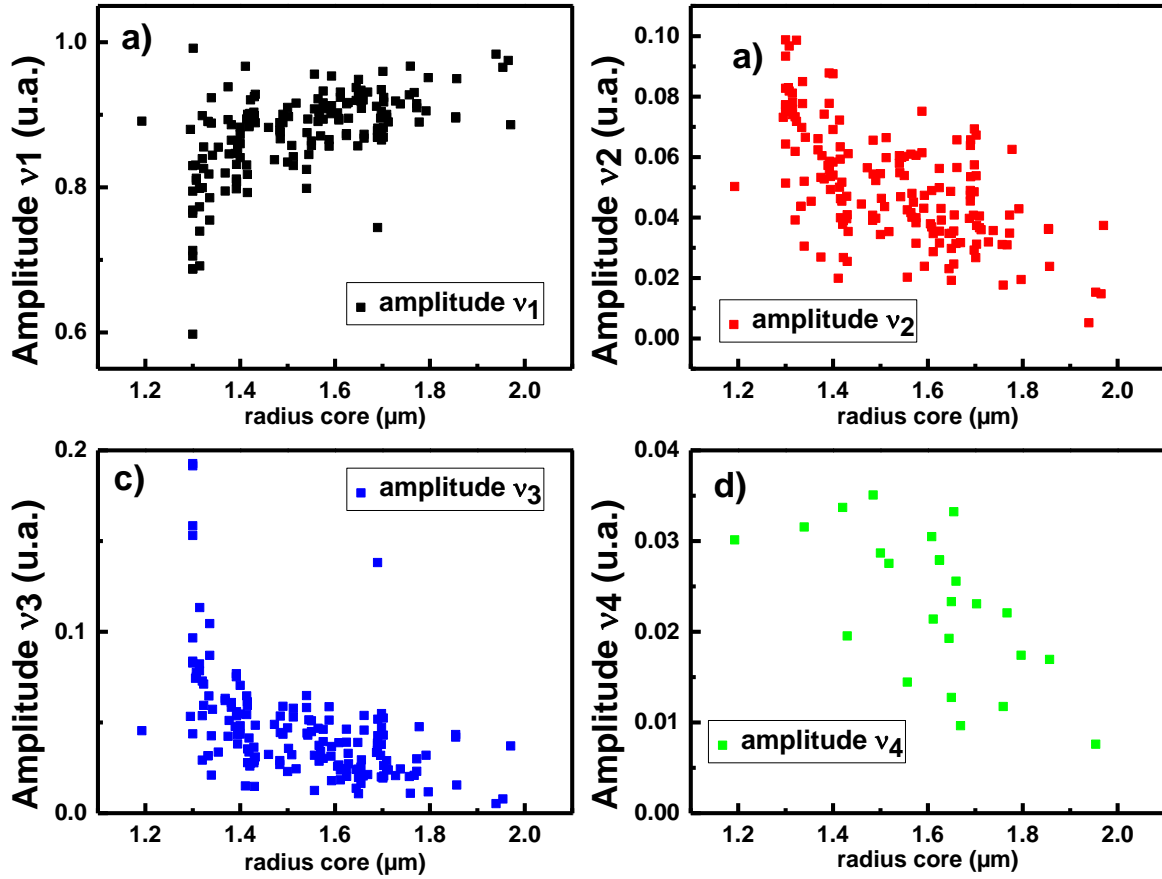 a)
Amplitude ν1 (u.a.)
1.0
0.8
0.6
amplitude ν1
1.2 1.4 1.6 1.8 2.0
radius core (µm)
a)
Amplitude ν2 (u.a.)
0.10
0.08
0.06
0.04
0.02
0.00
amplitude ν2
1.2 1.4 1.6 1.8 2.0
radius core (µm)
c)
Amplitude ν3 (u.a.)
0.2
0.1
0.0
amplitude ν3
1.2 1.4 1.6 1.8 2.0
radius core (µm)
d)
Amplitude ν4 (u.a.)
0.04
0.03
0.02
0.01
0.00
amplitude ν4
1.2 1.4 1.6 1.8 2.0
radius core (µm)